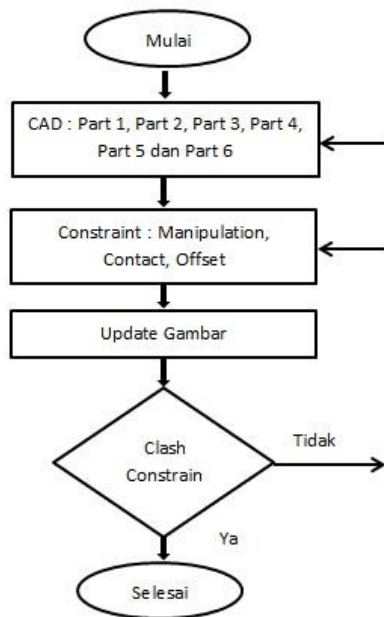 Mulai
CAD : Part 1, Part 2, Part 3, Part 4,
Part 5 dan Part 6
Constraint : Manipulation,
Contact, Offset
Update Gambar
Clash
Constrain
Tidak
Ya
Selesai